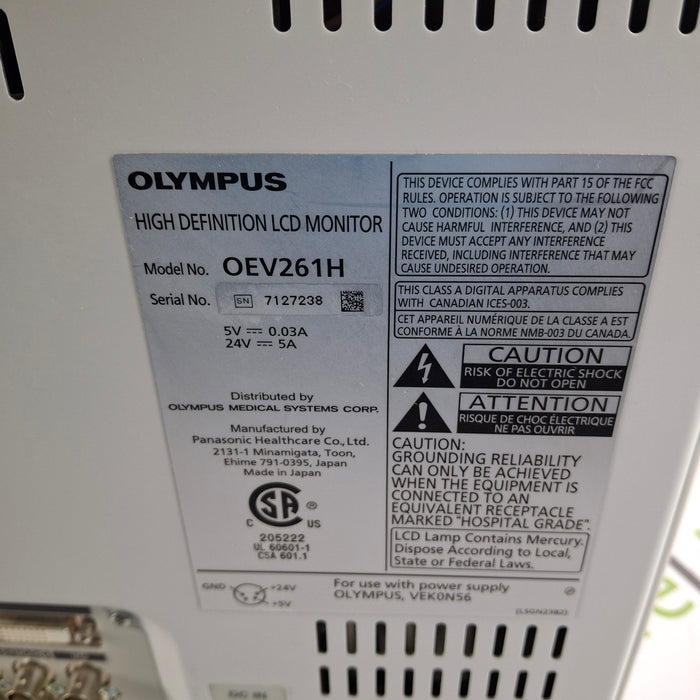 OLYMPUS
HIGH DEFINITION LCD MONITOR
Model No. OEV261H
Serial No. SN 7127238
5V ⎓ 0.03A
24V ⎓ 5A
Distributed by
OLYMPUS MEDICAL SYSTEMS CORP.
Manufactured by
Panasonic Healthcare Co., Ltd.
2131-1 Minamigata, Toon,
Ehime 791-0395, Japan
Made in Japan
C US ®
205222
UL 60601-1
CSA 601.1
THIS DEVICE COMPLIES WITH PART 15 OF THE FCC
RULES. OPERATION IS SUBJECT TO THE FOLLOWING
TWO CONDITIONS: (1) THIS DEVICE MAY NOT
CAUSE HARMFUL INTERFERENCE, AND (2) THIS
DEVICE MUST ACCEPT ANY INTERFERENCE
RECEIVED, INCLUDING INTERFERENCE THAT MAY
CAUSE UNDESIRED OPERATION.
THIS CLASS A DIGITAL APPARATUS COMPLIES
WITH CANADIAN ICES-003.
CET APPAREIL NUMÉRIQUE DE LA CLASSE A EST
CONFORME À LA NORME NMB-003 DU CANADA.
CAUTION
RISK OF ELECTRIC SHOCK
DO NOT OPEN
ATTENTION
RISQUE DE CHOC ÉLECTRIQUE
NE PAS OUVRIR
CAUTION:
GROUNDING RELIABILITY
CAN ONLY BE ACHIEVED
WHEN THE EQUIPMENT IS
CONNECTED TO AN
EQUIVALENT RECEPTACLE
MARKED "HOSPITAL GRADE".
LCD Lamp Contains Mercury.
Dispose According to Local,
State or Federal Laws.
GND +24V
+5V
For use with power supply
OLYMPUS, VEK0N56
(LSGN2382)
DC IN